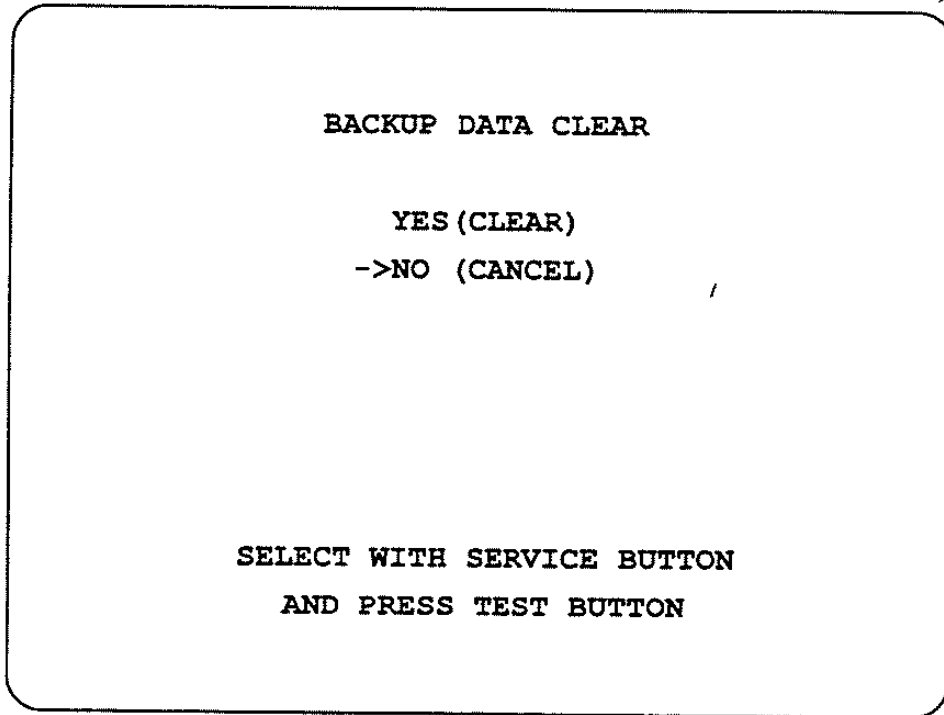 BACKUP DATA CLEAR
YES(CLEAR)
->NO (CANCEL)
SELECT WITH SERVICE BUTTON
AND PRESS TEST BUTTON